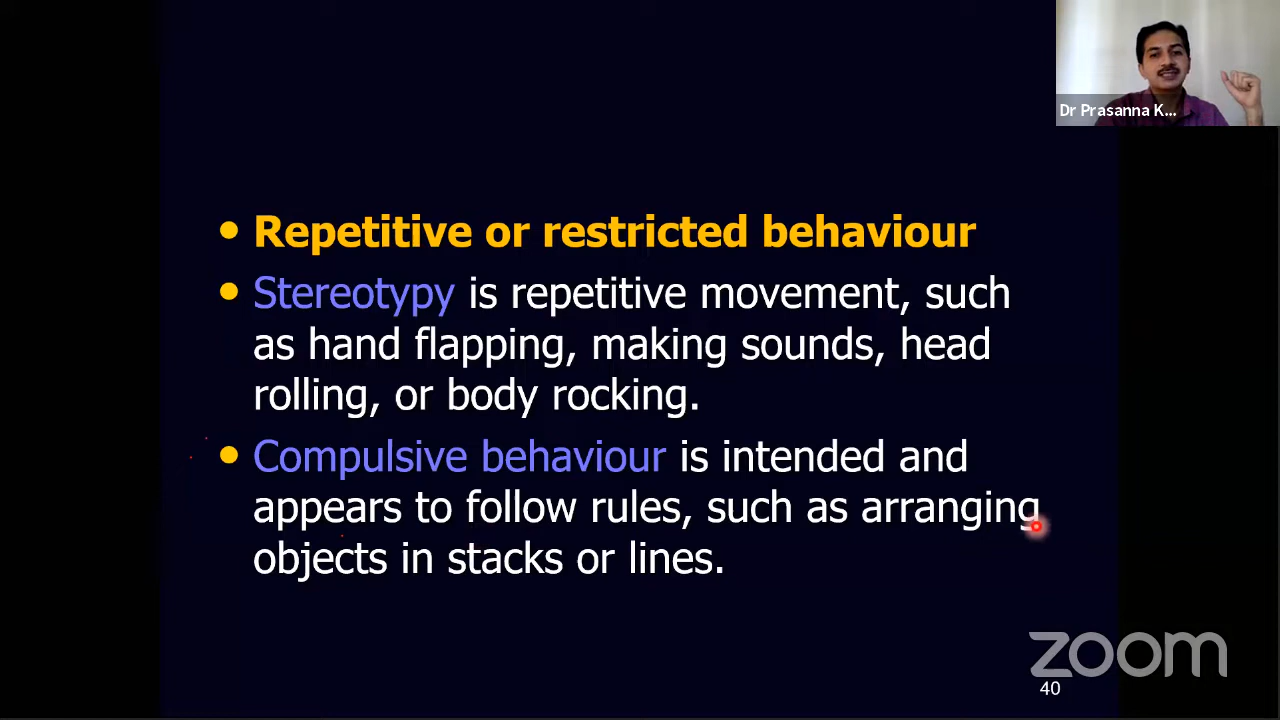 Dr Prasanna K...
• Repetitive or restricted behaviour
• Stereotypy is repetitive movement, such
as hand flapping, making sounds, head
rolling, or body rocking.
• Compulsive behaviour is intended and
appears to follow rules, such as arranging
objects in stacks or lines.
zoom
40